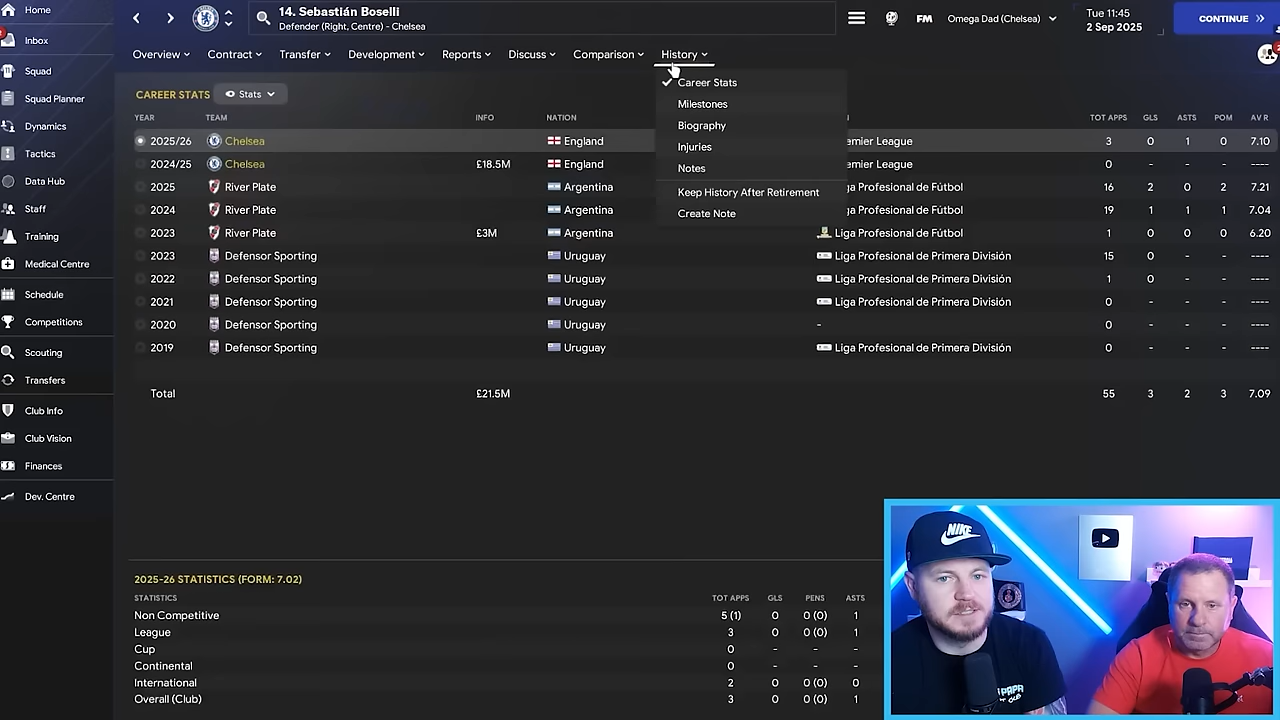 Home
Inbox
Squad
Squad Planner
Dynamics
Tactics
Data Hub
Staff
Training
Medical Centre
Schedule
Competitions
Scouting
Transfers
Club Info
Club Vision
Finances
Dev. Centre
14. Sebastián Boselli
Defender (Right, Centre) - Chelsea
FM
Omega Dad (Chelsea)
Tue 11:45
2 Sep 2025
CONTINUE
Overview Contract Transfer Development Reports Discuss Comparison History
CAREER STATS Stats
Career Stats
Milestones
Biography
Injuries
Notes
Keep History After Retirement
Create Note
YEAR TEAM INFO NATION TOT APPS GLS ASTS POM AV R
2025/26 Chelsea England emier League 3 0 1 0 7.10
2024/25 Chelsea £18.5M England emier League 0 - - - ----
2025 River Plate Argentina ga Profesional de Fútbol 16 2 0 2 7.21
2024 River Plate Argentina ga Profesional de Fútbol 19 1 1 1 7.04
2023 River Plate £3M Argentina Liga Profesional de Fútbol 1 0 0 0 6.20
2023 Defensor Sporting Uruguay Liga Profesional de Primera División 15 0 - - ----
2022 Defensor Sporting Uruguay Liga Profesional de Primera División 1 0 - - ----
2021 Defensor Sporting Uruguay Liga Profesional de Primera División 0 - - - ----
2020 Defensor Sporting Uruguay - 0 - - - ----
2019 Defensor Sporting Uruguay Liga Profesional de Primera División 0 - - - ----
Total £21.5M 55 3 2 3 7.09
2025-26 STATISTICS (FORM: 7.02)
STATISTICS TOT APPS GLS PENS ASTS
Non Competitive 5 (1) 0 0 (0) 1
League 3 0 0 (0) 1
Cup 0 - - -
Continental 0 - - -
International 2 0 0 (0) 0
Overall (Club) 3 0 0 (0) 1
NIKE